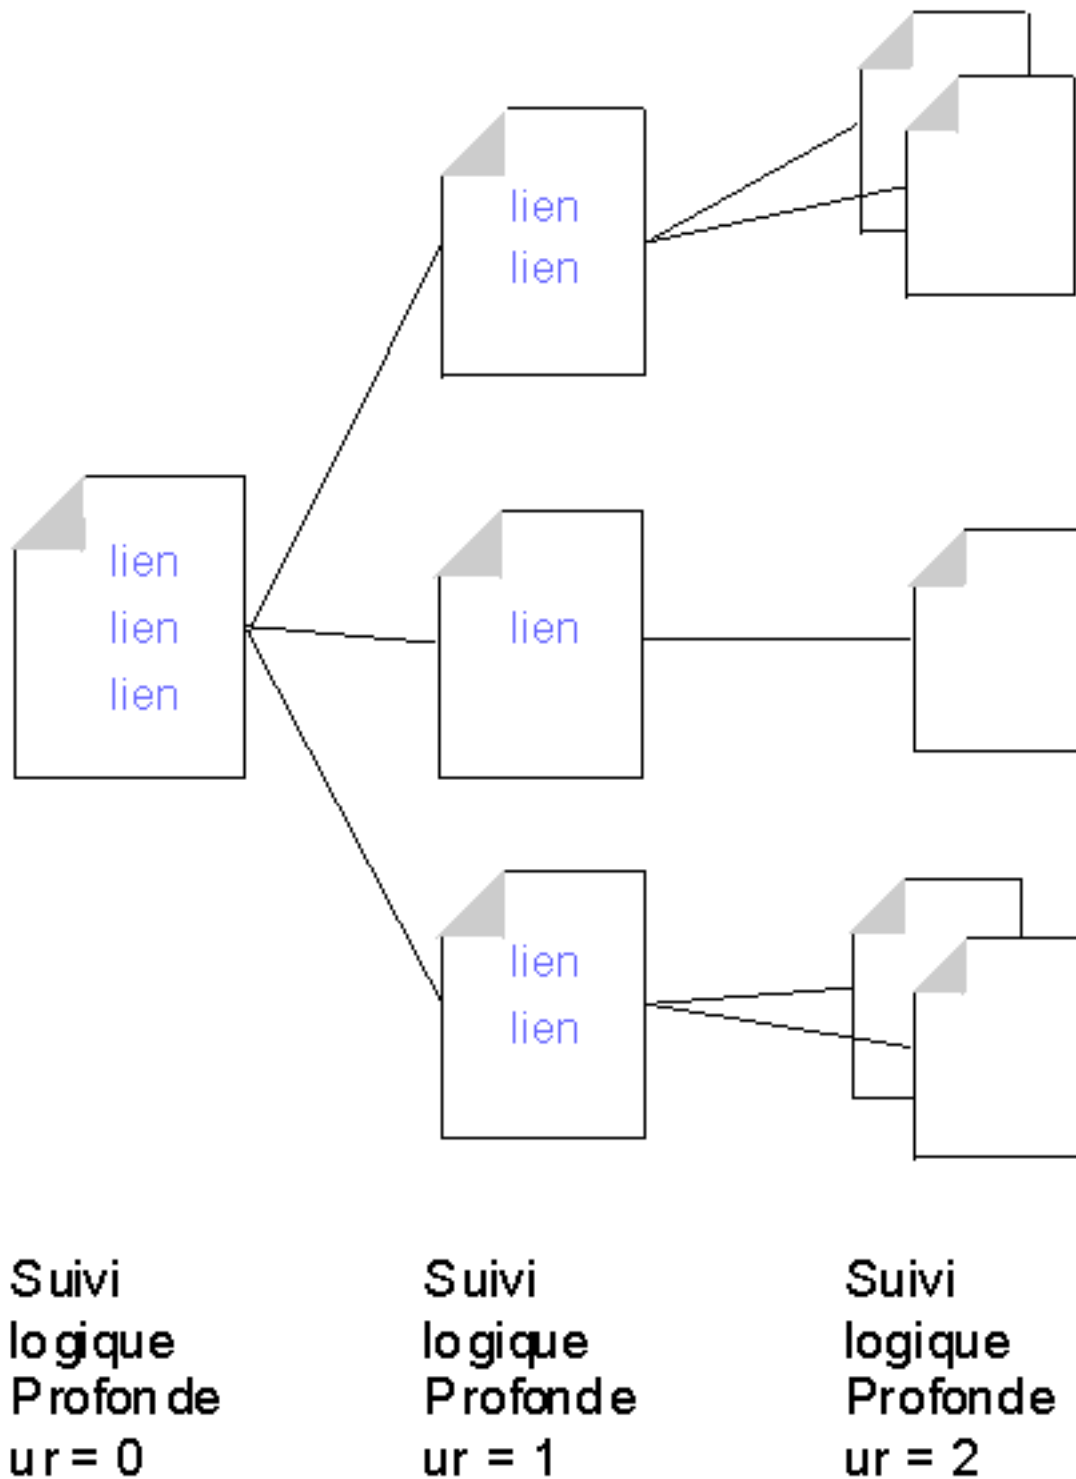 lien
lien
lien
lien
lien
lien
lien
lien
Suivi
logique
Profonde
ur = 0
Suivi
logique
Profonde
ur = 1
Suivi
logique
Profonde
ur = 2